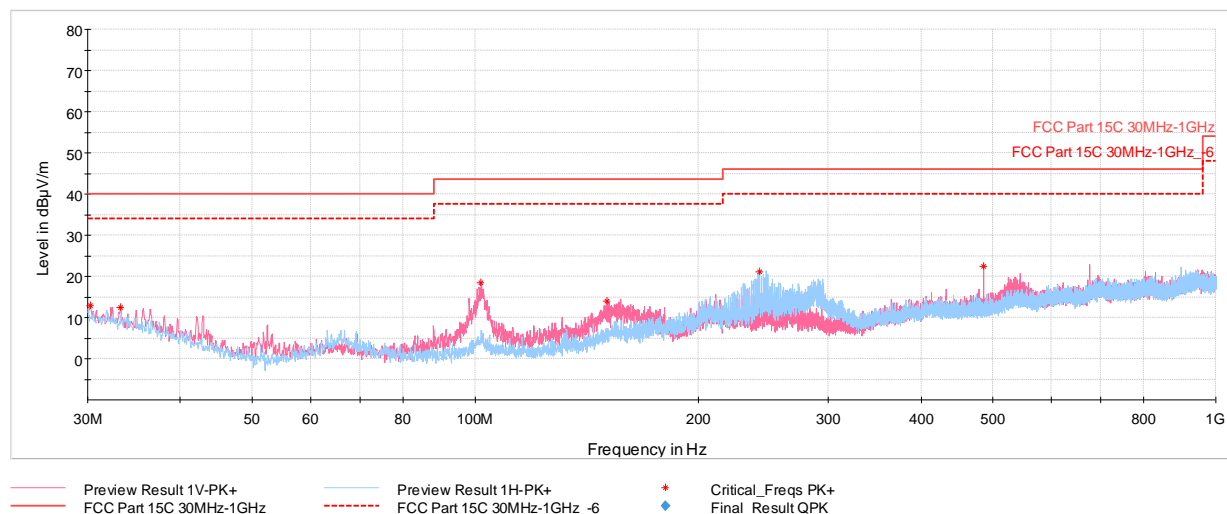 80
70
60
50
40
30
20
10
0
Level in dBµV/m
FCC Part 15C 30MHz-1GHz
FCC Part 15C 30MHz-1GHz_-6
30M 50 60 80 100M 200 300 400 500 800 1G
Frequency in Hz
Preview Result 1V-PK+ Preview Result 1H-PK+ Critical_Freqs PK+
FCC Part 15C 30MHz-1GHz FCC Part 15C 30MHz-1GHz_-6 Final_Result QPK